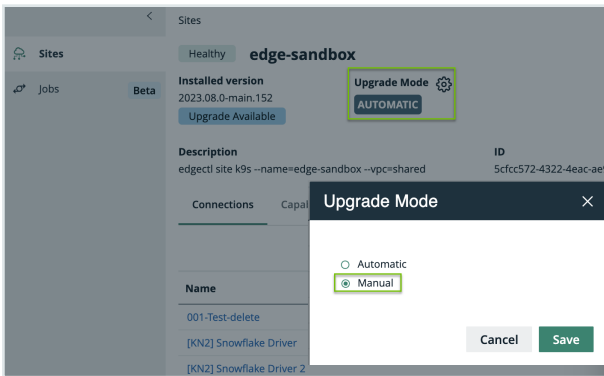 Sites
Sites
Healthy edge-sandbox
Jobs Beta
Installed version
2023.08.0-main.152
Upgrade Available
Upgrade Mode
AUTOMATIC
Description
edgectl site k9s --name=edge-sandbox --vpc=shared
ID
5cfcc572-4322-4eac-ae
Connections
Name
001-Test-delete
[KN2] Snowflake Driver
[KN2] Snowflake Driver 2
Upgrade Mode
Automatic
Manual
Cancel Save